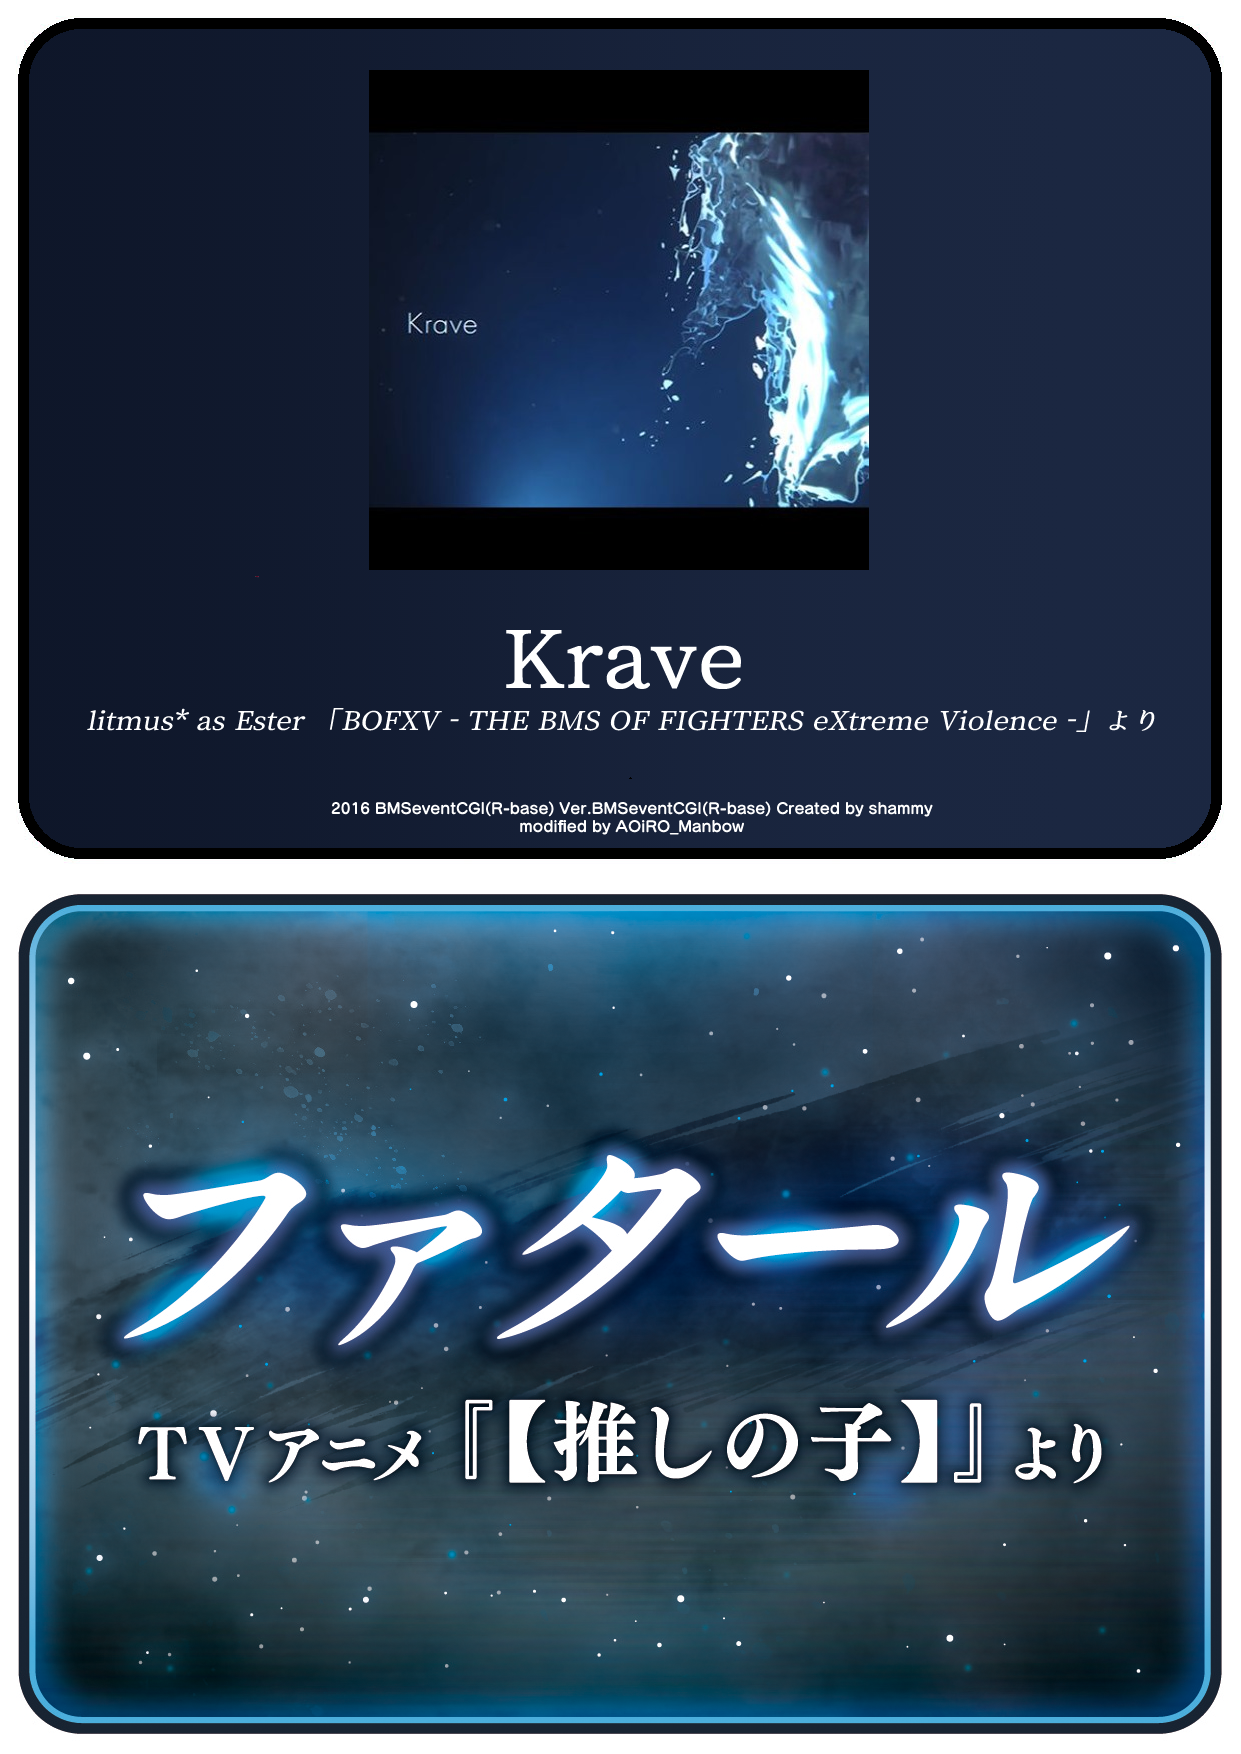 Krave
Krave
litmus* as Ester 「BOFXV - THE BMS OF FIGHTERS eXtreme Violence -」より
2016 BMSeventCGI(R-base) Ver.BMSeventCGI(R-base) Created by shammy
modified by AOiRO_Manbow
ファタール
TVアニメ『【推しの子】』より